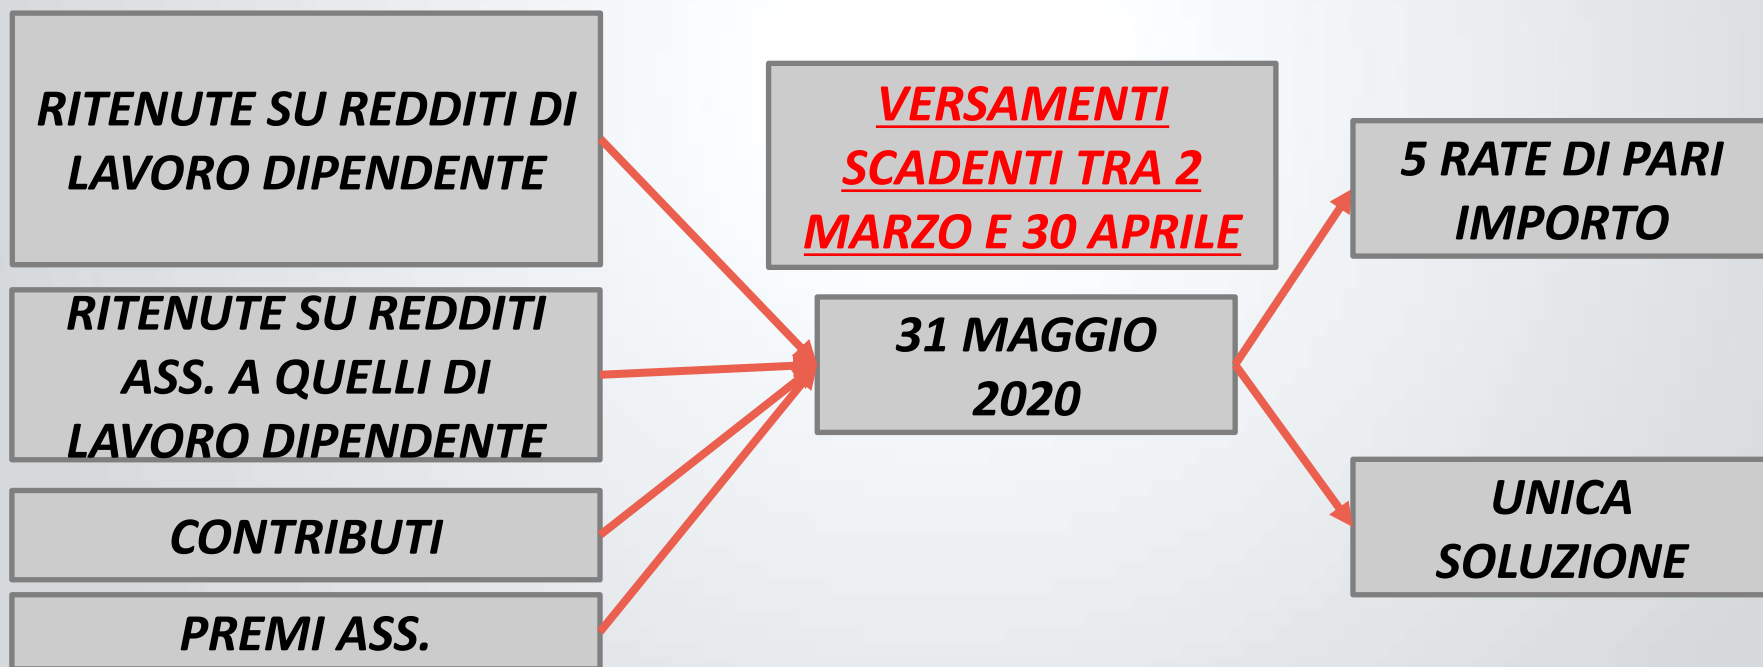 RITENUTE SU REDDITI DI
LAVORO DIPENDENTE
RITENUTE SU REDDITI
ASS. A QUELLI DI
LAVORO DIPENDENTE
CONTRIBUTI
PREMI ASS.
VERSAMENTI
SCADENTI TRA 2
MARZO E 30 APRILE
31 MAGGIO
2020
5 RATE DI PARI
IMPORTO
UNICA
SOLUZIONE